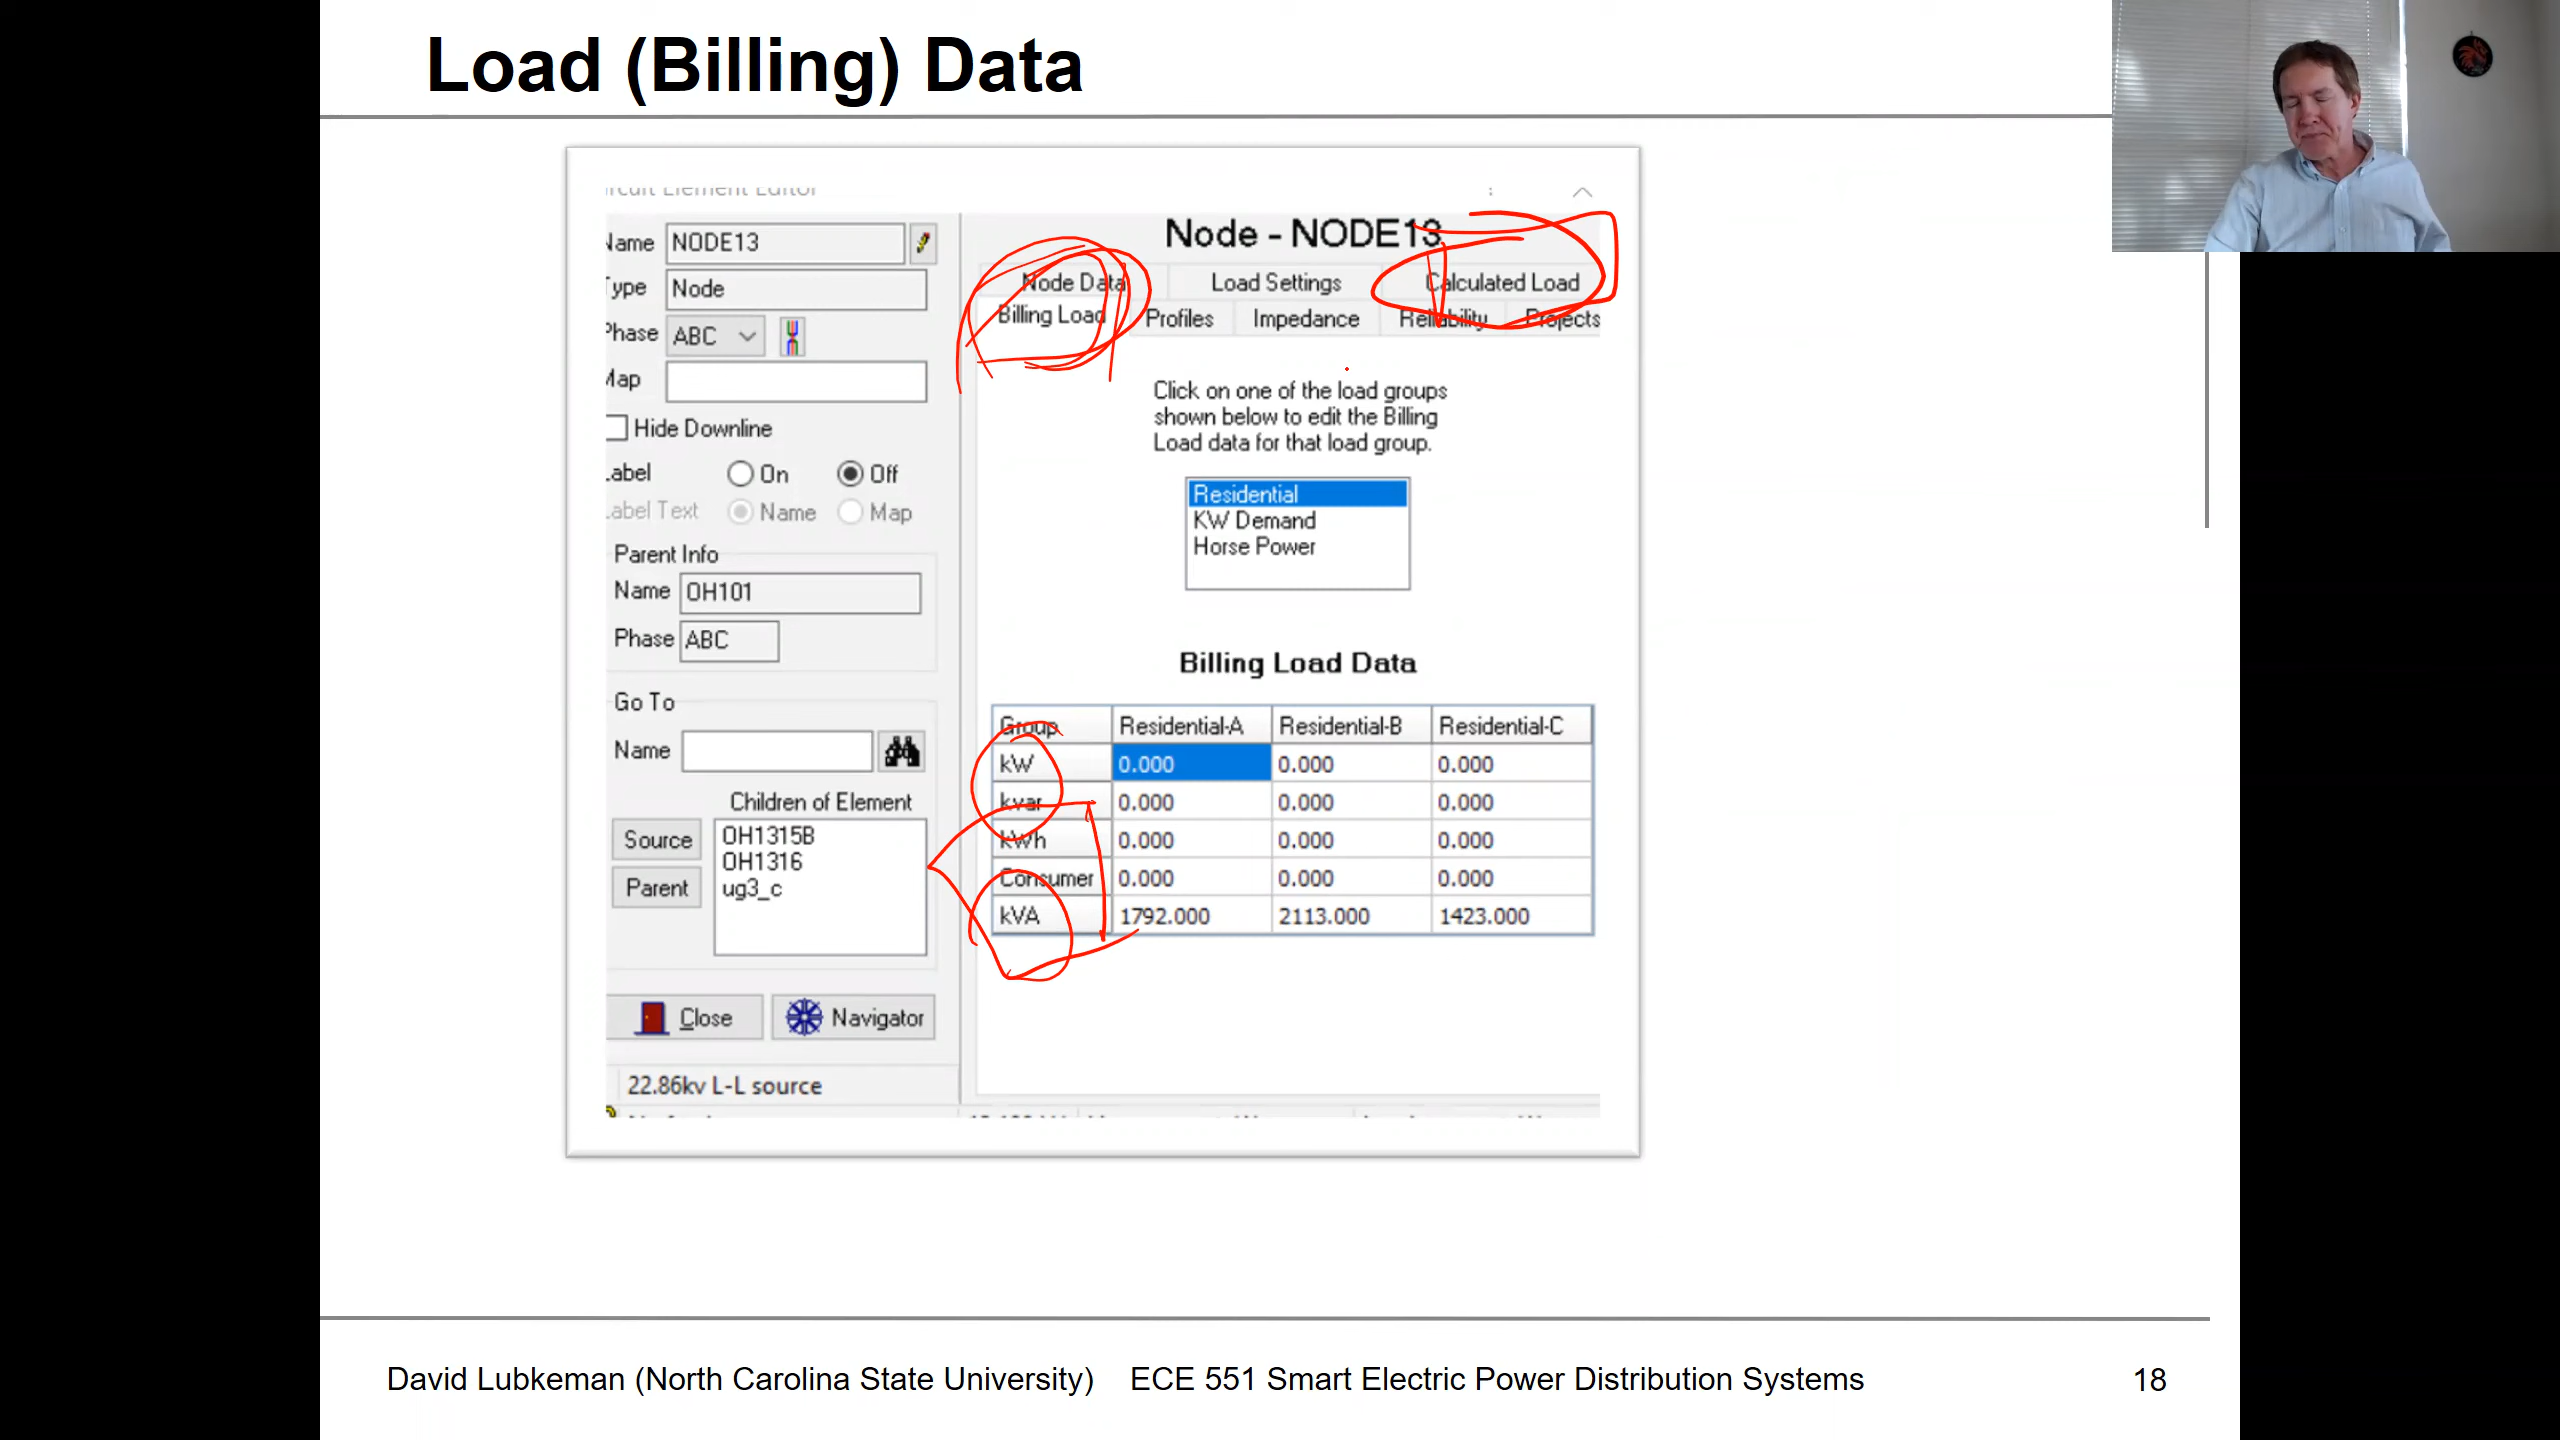 Load (Billing) Data
Name NODE13
Type Node
Phase ABC
Map
Hide Downline
Label On Off
Label Text Name Map
Parent Info
Name OH101
Phase ABC
Go To
Name
Children of Element
Source
Parent
OH1315B
OH1316
ug3_c
Close
Navigator
22.86kv L-L source
Node - NODE13
Node Data Load Settings Calculated Load
Billing Load Profiles Impedance Reliability Projects
Click on one of the load groups
shown below to edit the Billing
Load data for that load group.
Residential
KW Demand
Horse Power
Billing Load Data
Group Residential-A Residential-B Residential-C
kW 0.000 0.000 0.000
kvar 0.000 0.000 0.000
kWh 0.000 0.000 0.000
Consumer 0.000 0.000 0.000
kVA 1792.000 2113.000 1423.000
David Lubkeman (North Carolina State University) ECE 551 Smart Electric Power Distribution Systems 18